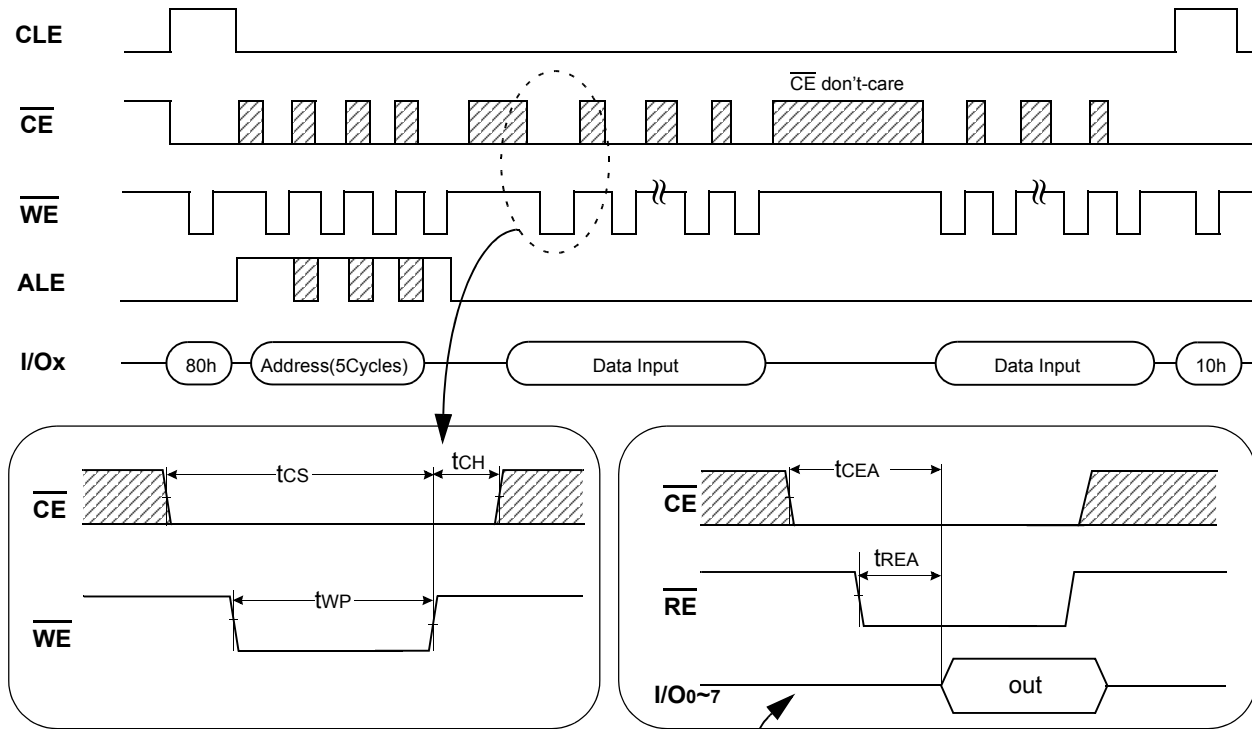 CLE
CE
CE don't-care
WE
ALE
I/Ox
80h
Address(5Cycles)
Data Input
Data Input
10h
tCS
tCH
CE
tWP
WE
tCEA
CE
tREA
RE
I/O0~7
out